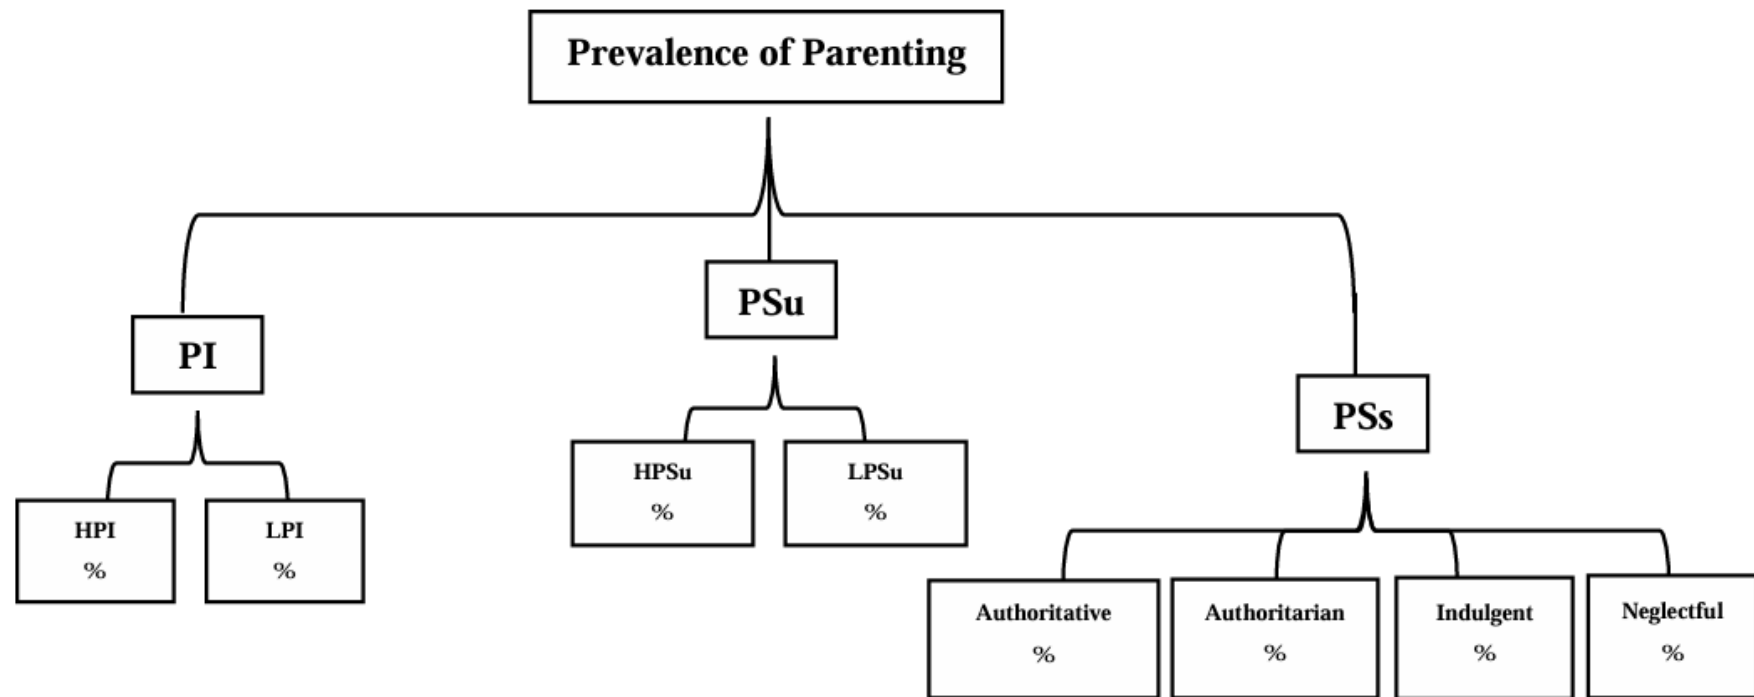 Prevalence of Parenting
PI
PSu
PSs
HPI
%
LPI
%
HPSu
%
LPSu
%
Authoritative
%
Authoritarian
%
Indulgent
%
Neglectful
%